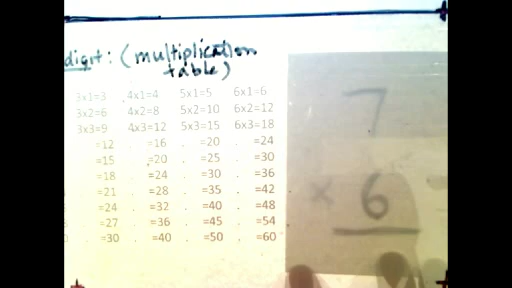 digit: (multiplication
table)
3x1=3 4x1=4 5x1=5 6x1=6
3x2=6 4x2=8 5x2=10 6x2=12
3x3=9 4x3=12 5x3=15 6x3=18
=12 . =16 . =20 . =24
=15 . =20 . =25 . =30
=18 . =24 . =30 . =36
=21 . =28 . =35 . =42
=24 . =32 . =40 . =48
=27 . =36 . =45 . =54
=30 . =40 . =50 . =60
7
× 6